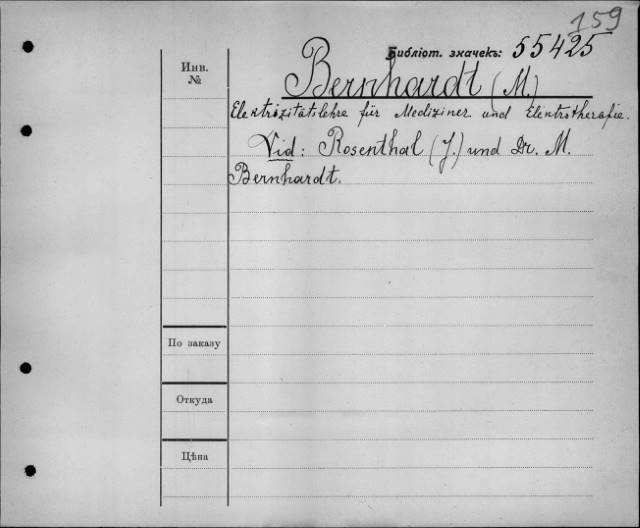 159
Библіот. значекъ: 55425
Инв.
№
Bernhardt (M.)
Elektrizitätslehre für Mediziner und Elektrotherafie.
Vid: Rosenthal (J.) und Dr. M.
Bernhardt.
По заказу
Откуда
Цѣна